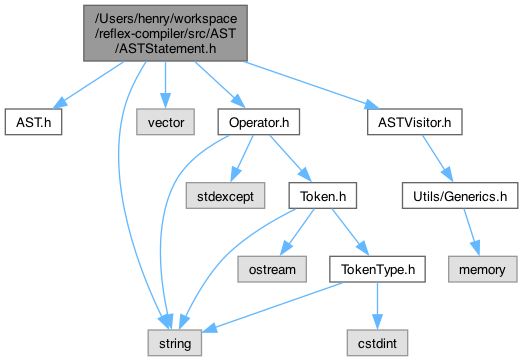 /Users/henry/workspace
/reflex-compiler/src/AST
/ASTStatement.h
AST.h
vector
Operator.h
ASTVisitor.h
stdexcept
Token.h
Utils/Generics.h
ostream
TokenType.h
memory
string
cstdint